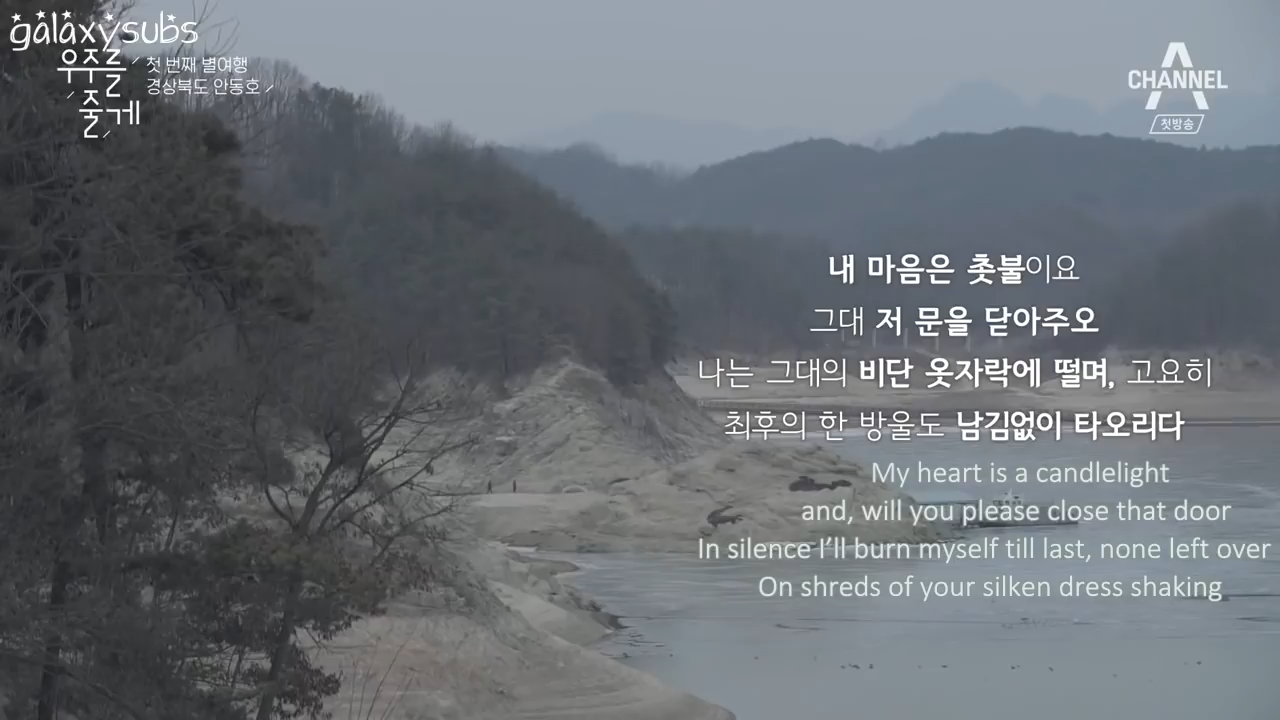 galaxysubs
우주를
줄게
첫 번째 별여행
경상북도 안동호
CHANNEL A
첫방송
내 마음은 촛불이요
그대 저 문을 닫아주오
나는 그대의 비단 옷자락에 떨며, 고요히
최후의 한 방울도 남김없이 타오리다
My heart is a candlelight
and, will you please close that door
In silence I'll burn myself till last, none left over
On shreds of your silken dress shaking